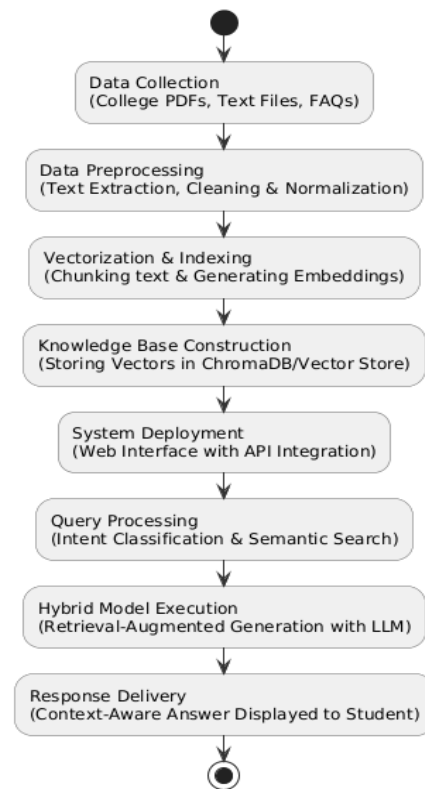 Data Collection
(College PDFs, Text Files, FAQs)
Data Preprocessing
(Text Extraction, Cleaning & Normalization)
Vectorization & Indexing
(Chunking text & Generating Embeddings)
Knowledge Base Construction
(Storing Vectors in ChromaDB/Vector Store)
System Deployment
(Web Interface with API Integration)
Query Processing
(Intent Classification & Semantic Search)
Hybrid Model Execution
(Retrieval-Augmented Generation with LLM)
Response Delivery
(Context-Aware Answer Displayed to Student)